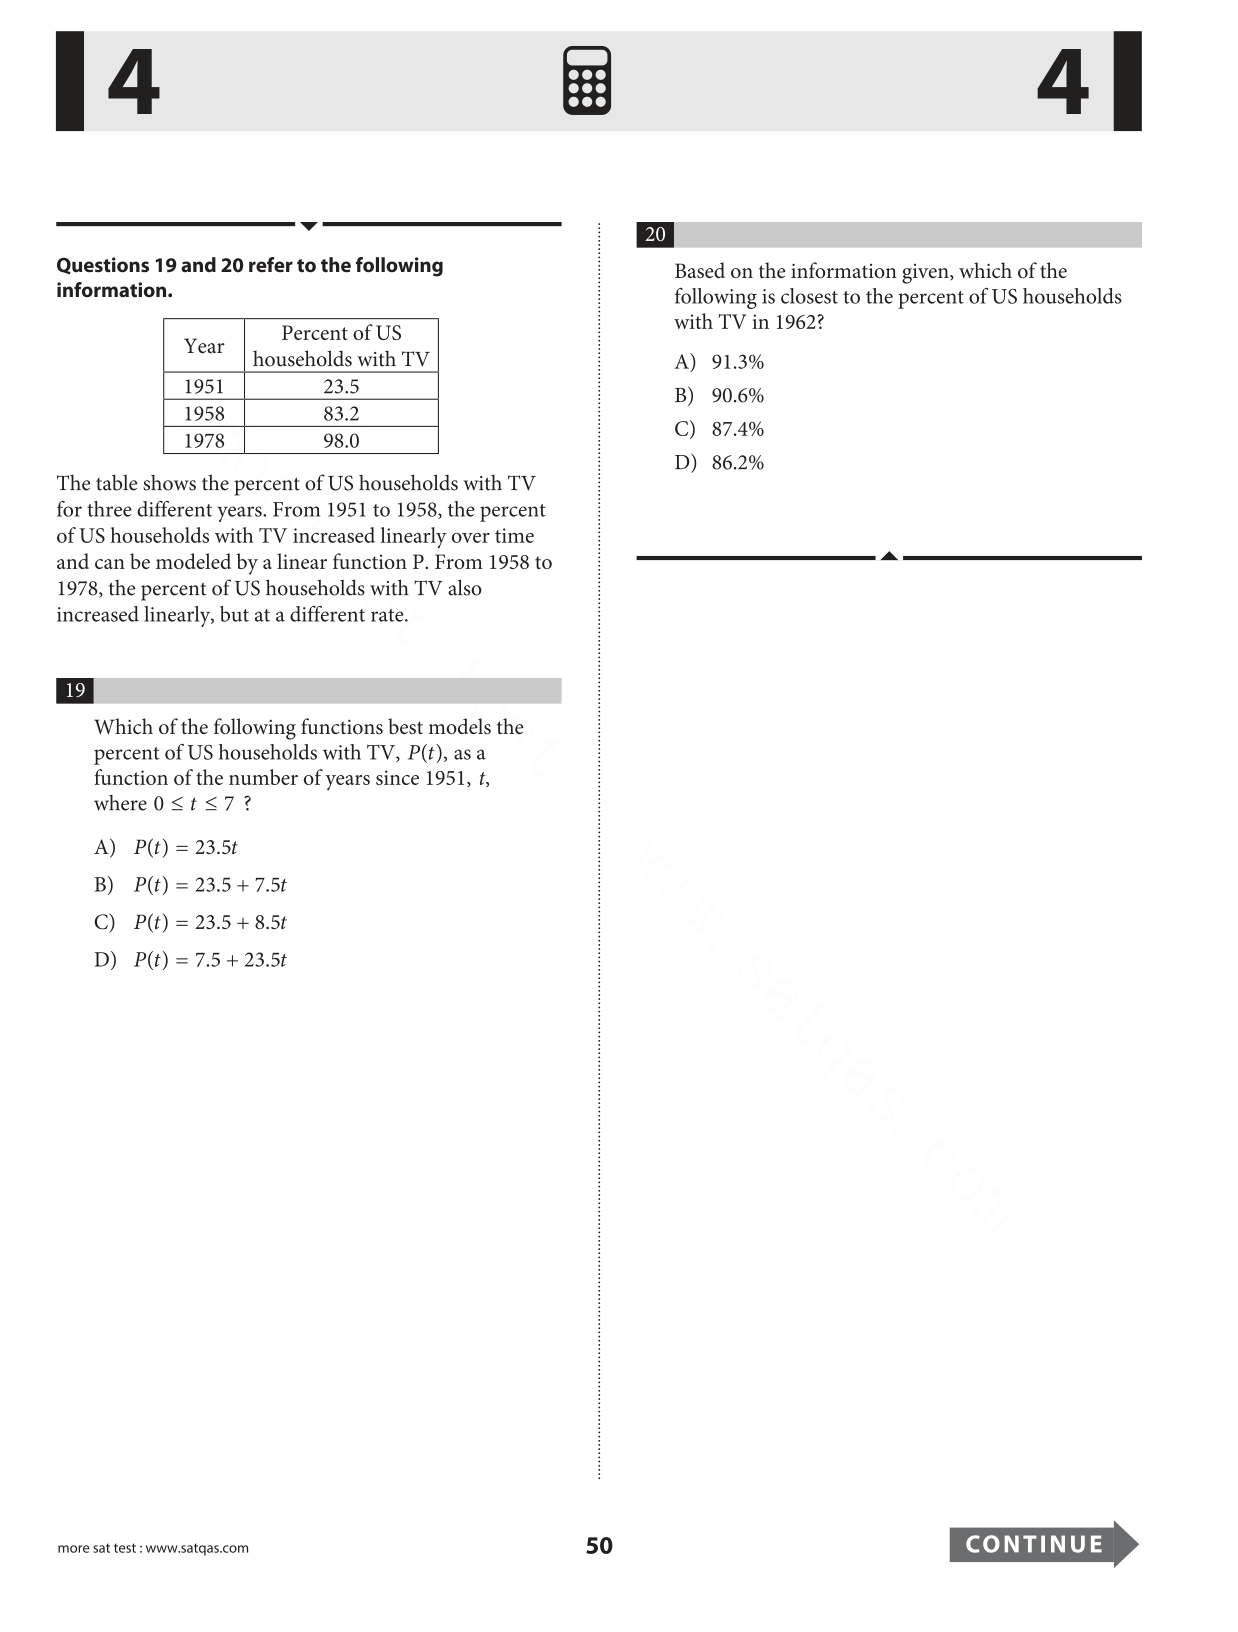 4 4
Questions 19 and 20 refer to the following
information.
Year Percent of US
households with TV
1951 23.5
1958 83.2
1978 98.0
The table shows the percent of US households with TV
for three different years. From 1951 to 1958, the percent
of US households with TV increased linearly over time
and can be modeled by a linear function P. From 1958 to
1978, the percent of US households with TV also
increased linearly, but at a different rate.
19
Which of the following functions best models the
percent of US households with TV, P(t), as a
function of the number of years since 1951, t,
where 0 ≤ t ≤ 7 ?
A) P(t) = 23.5t
B) P(t) = 23.5 + 7.5t
C) P(t) = 23.5 + 8.5t
D) P(t) = 7.5 + 23.5t
20
Based on the information given, which of the
following is closest to the percent of US households
with TV in 1962?
A) 91.3%
B) 90.6%
C) 87.4%
D) 86.2%
www.satqas.com
more sat test : www.satqas.com
50
CONTINUE